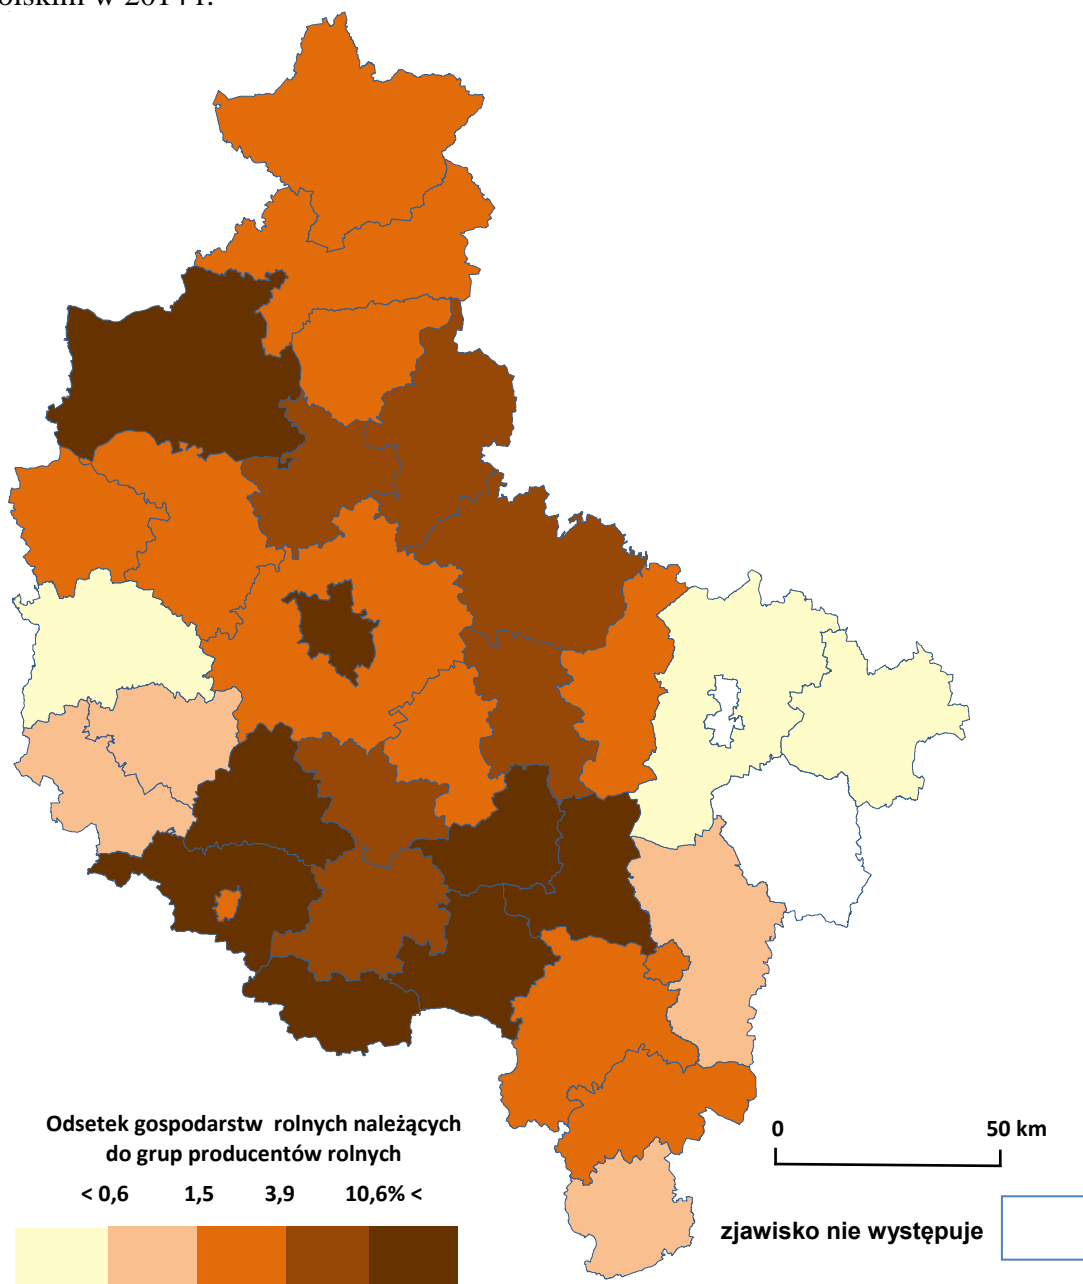 w 2014 r.
Odsetek gospodarstw rolnych należących
do grup producentów rolnych
< 0,6 1,5 3,9 10,6% <
0 50 km
zjawisko nie występuje